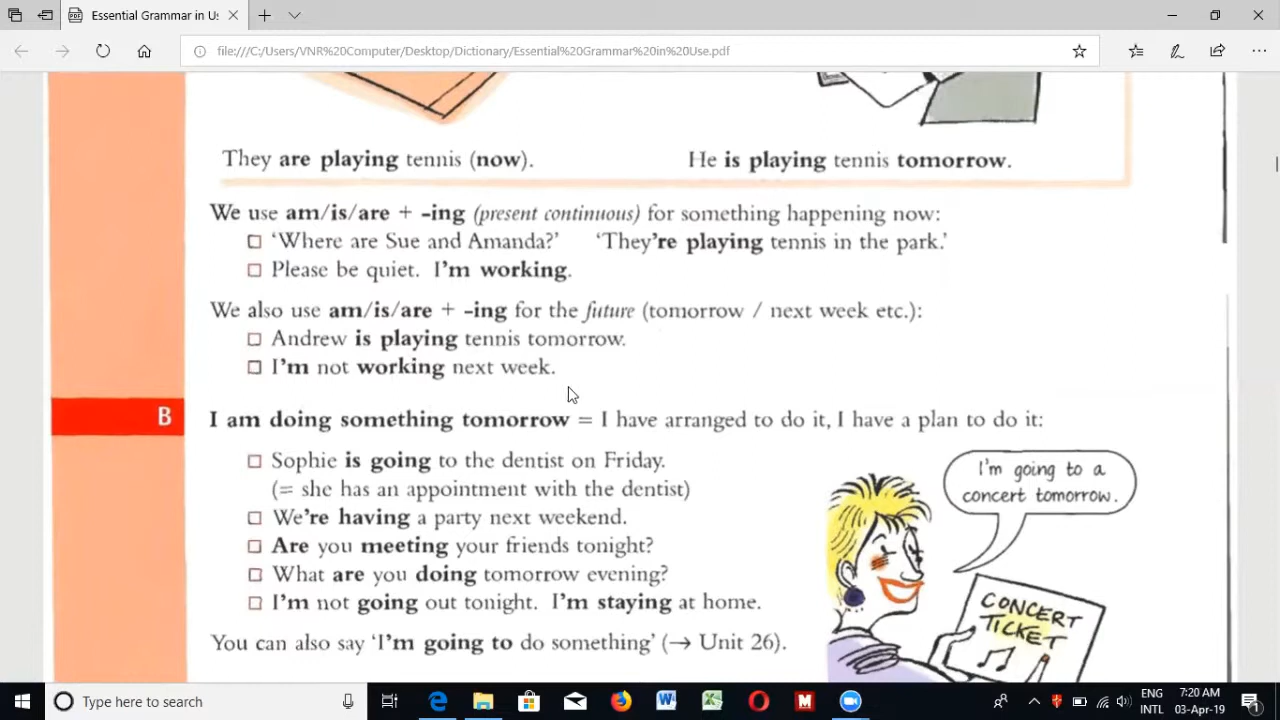 Essential Grammar in Us
file:///C:/Users/VNR%20Computer/Desktop/Dictionary/Essential%20Grammar%20in%20Use.pdf
They are playing tennis (now).
He is playing tennis tomorrow.
We use am/is/are + -ing (present continuous) for something happening now:
'Where are Sue and Amanda?' 'They're playing tennis in the park.'
Please be quiet. I'm working.
We also use am/is/are + -ing for the future (tomorrow / next week etc.):
Andrew is playing tennis tomorrow.
I'm not working next week.
B
I am doing something tomorrow = I have arranged to do it, I have a plan to do it:
Sophie is going to the dentist on Friday.
(= she has an appointment with the dentist)
We're having a party next weekend.
Are you meeting your friends tonight?
What are you doing tomorrow evening?
I'm not going out tonight. I'm staying at home.
You can also say 'I'm going to do something' (→ Unit 26).
I'm going to a
concert tomorrow.
CONCERT
TICKET
Type here to search
ENG
INTL
7:20 AM
03-Apr-19